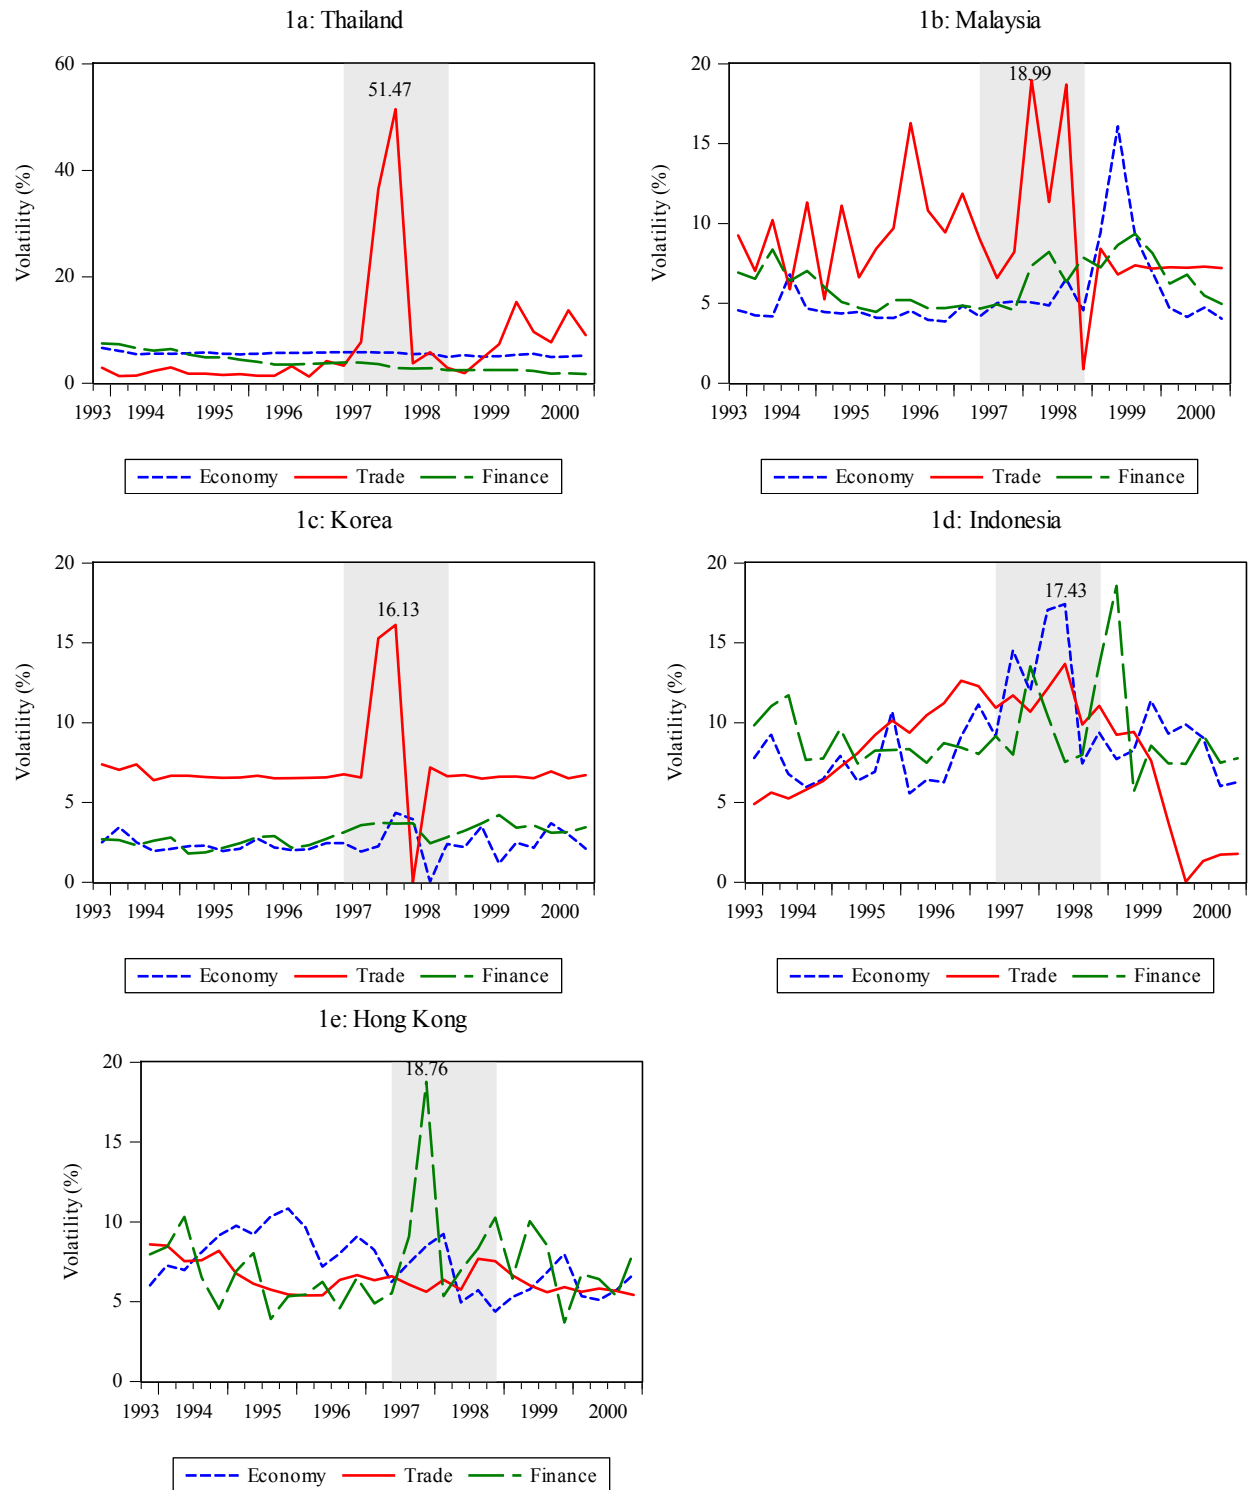 1a: Thailand
Volatility (%)
60
40
20
0
51.47
1993 1994 1995 1996 1997 1998 1999 2000
Economy Trade Finance
1b: Malaysia
Volatility (%)
20
15
10
5
0
18.99
1993 1994 1995 1996 1997 1998 1999 2000
Economy Trade Finance
1c: Korea
Volatility (%)
20
15
10
5
0
16.13
1993 1994 1995 1996 1997 1998 1999 2000
Economy Trade Finance
1d: Indonesia
Volatility (%)
20
15
10
5
0
17.43
1993 1994 1995 1996 1997 1998 1999 2000
Economy Trade Finance
1e: Hong Kong
Volatility (%)
20
15
10
5
0
18.76
1993 1994 1995 1996 1997 1998 1999 2000
Economy Trade Finance